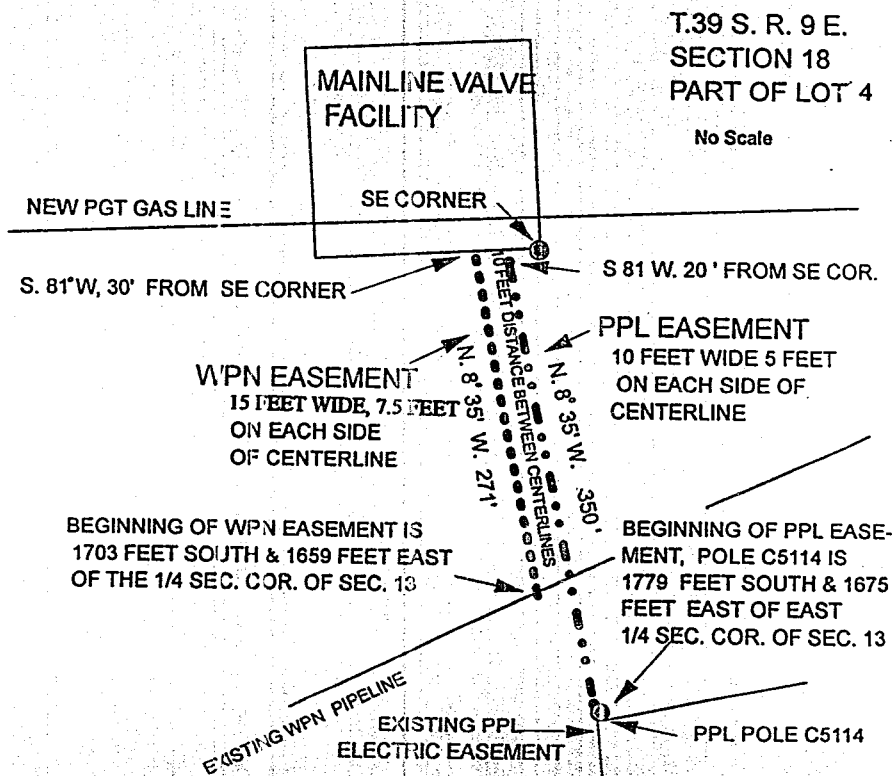 T.39 S. R. 9 E.
SECTION 18
PART OF LOT 4
No Scale
MAINLINE VALVE
FACILITY
NEW PGT GAS LINE
SE CORNER
S. 81° W, 30' FROM SE CORNER
S 81 W. 20' FROM SE COR.
WPN EASEMENT
15 FEET WIDE, 7.5 FEET
ON EACH SIDE
OF CENTERLINE
N. 8° 35' W. 271'
10 FEET DISTANCE BETWEEN CENTERLINES
N. 8° 35' W. 350'
PPL EASEMENT
10 FEET WIDE 5 FEET
ON EACH SIDE OF
CENTERLINE
BEGINNING OF WPN EASEMENT IS
1703 FEET SOUTH & 1659 FEET EAST
OF THE 1/4 SEC. COR. OF SEC. 13
BEGINNING OF PPL EASE-
MENT, POLE C5114 IS
1779 FEET SOUTH & 1675
FEET EAST OF EAST
1/4 SEC. COR. OF SEC. 13
EXISTING WPN PIPELINE
EXISTING PPL
ELECTRIC EASEMENT
PPL POLE C5114